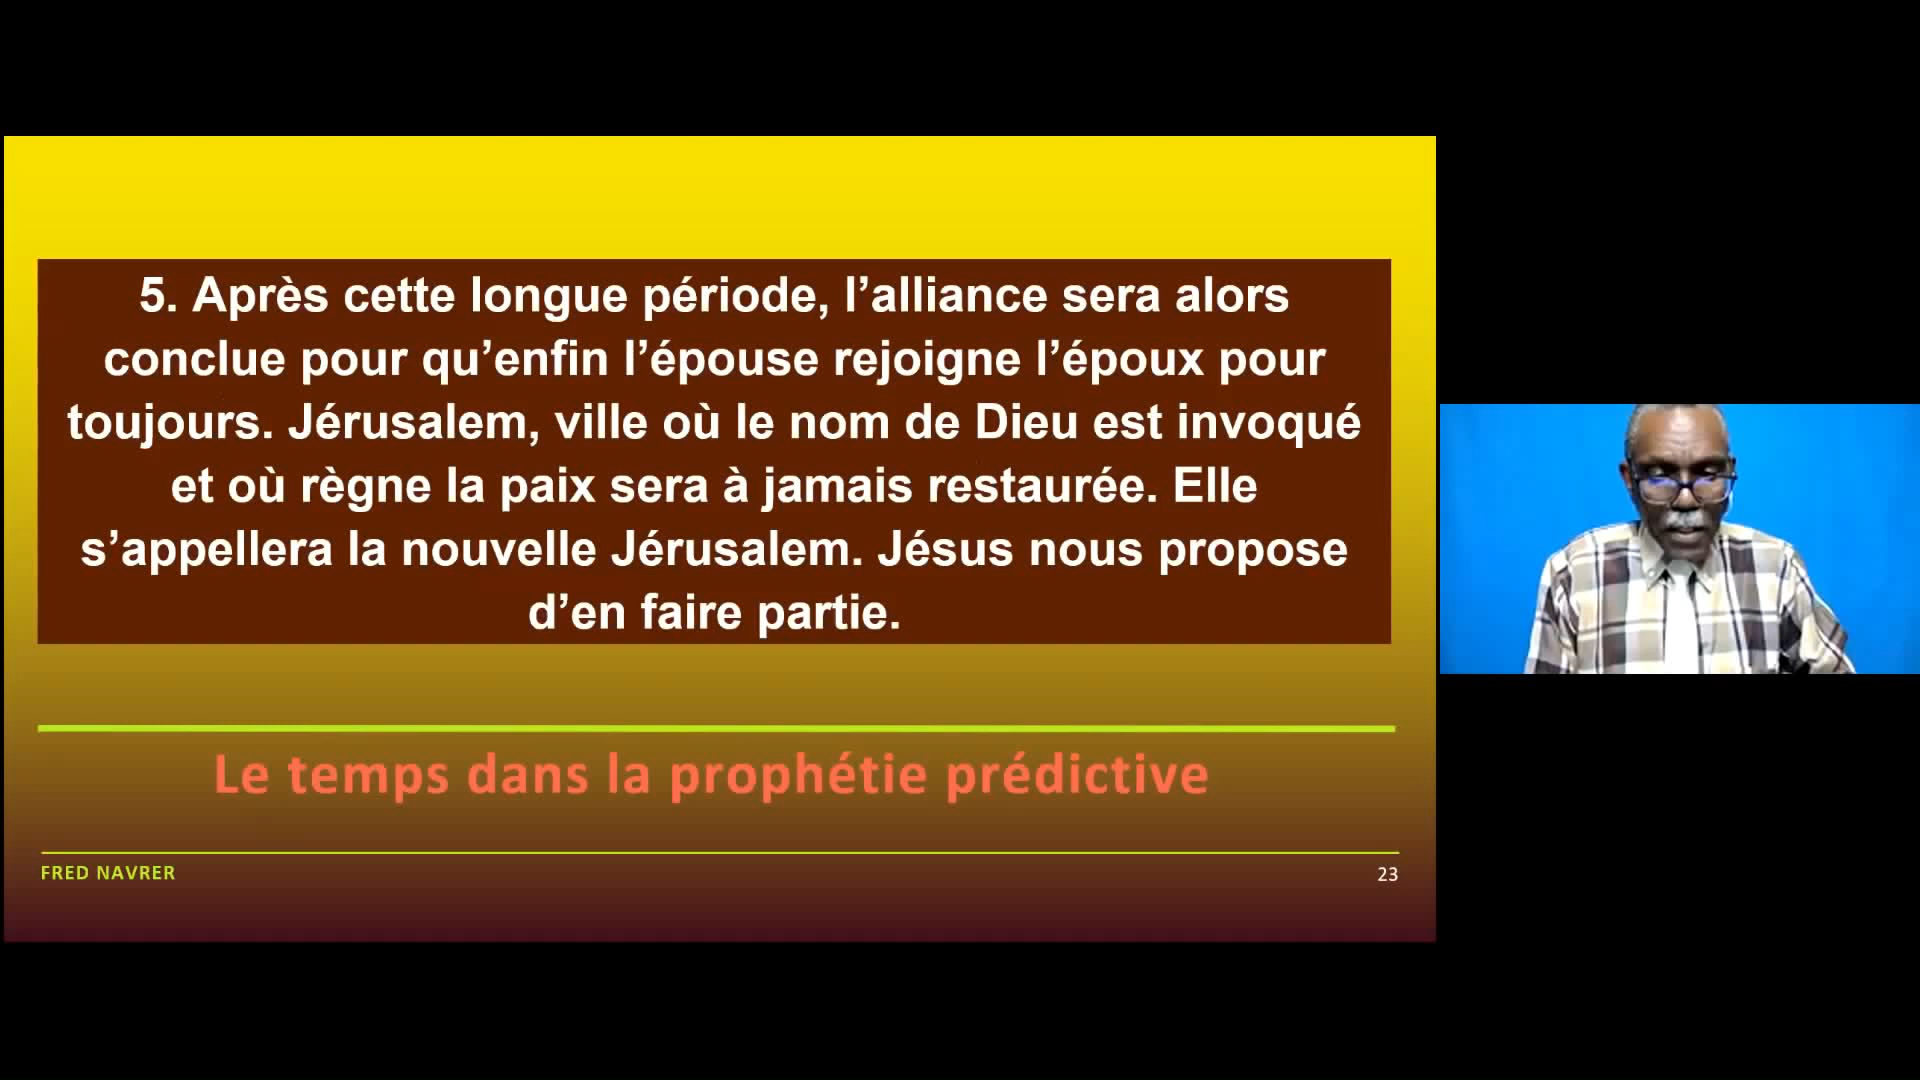 5. Après cette longue période, l’alliance sera alors
conclue pour qu’enfin l’épouse rejoigne l’époux pour
toujours. Jérusalem, ville où le nom de Dieu est invoqué
et où règne la paix sera à jamais restaurée. Elle
s’appellera la nouvelle Jérusalem. Jésus nous propose
d’en faire partie.
Le temps dans la prophétie prédictive
FRED NAVRER
23